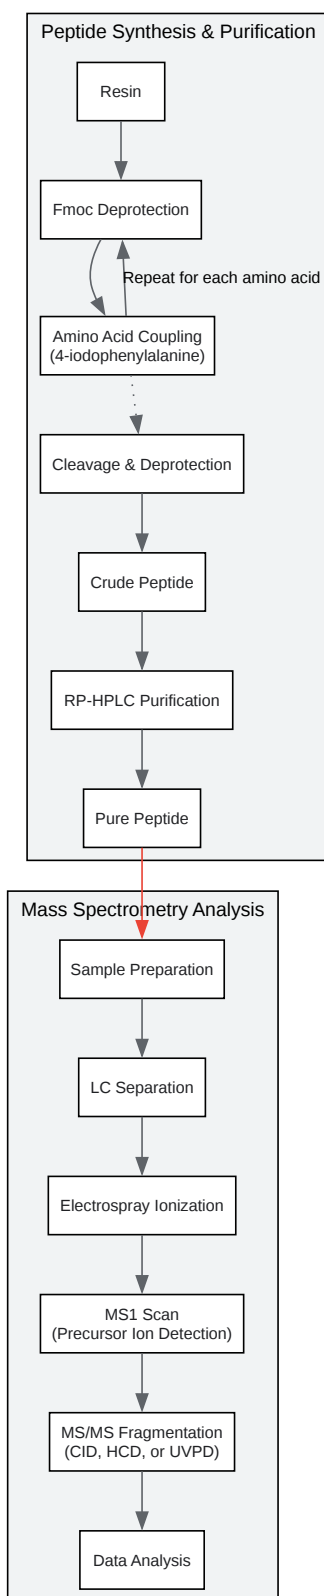 Peptide Synthesis & Purification
Resin
Fmoc Deprotection
Repeat for each amino acid
Amino Acid Coupling
(4-iodophenylalanine)
Cleavage & Deprotection
Crude Peptide
RP-HPLC Purification
Pure Peptide
Mass Spectrometry Analysis
Sample Preparation
LC Separation
Electrospray Ionization
MS1 Scan
(Precursor Ion Detection)
MS/MS Fragmentation
(CID, HCD, or UVPD)
Data Analysis